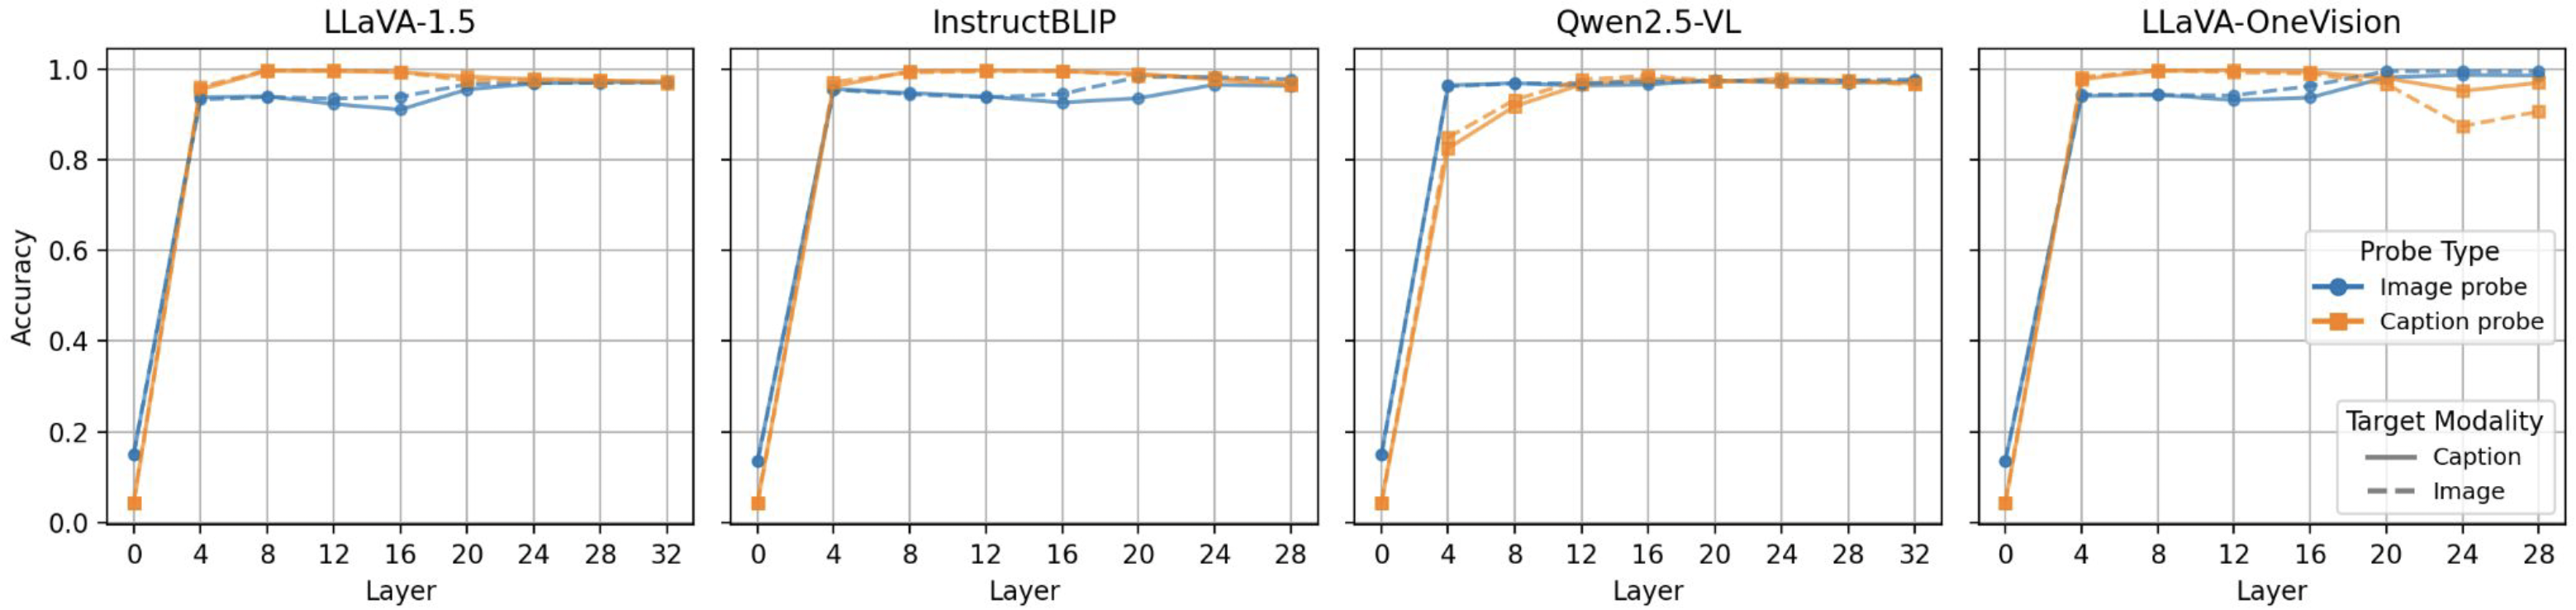 LLaVA-1.5
InstructBLIP
Qwen2.5-VL
LLaVA-OneVision
Accuracy
1.0
0.8
0.6
0.4
0.2
0.0
0 4 8 12 16 20 24 28 32
0 4 8 12 16 20 24 28
0 4 8 12 16 20 24 28 32
0 4 8 12 16 20 24 28
Layer
Layer
Layer
Layer
Probe Type
Image probe
Caption probe
Target Modality
Caption
Image